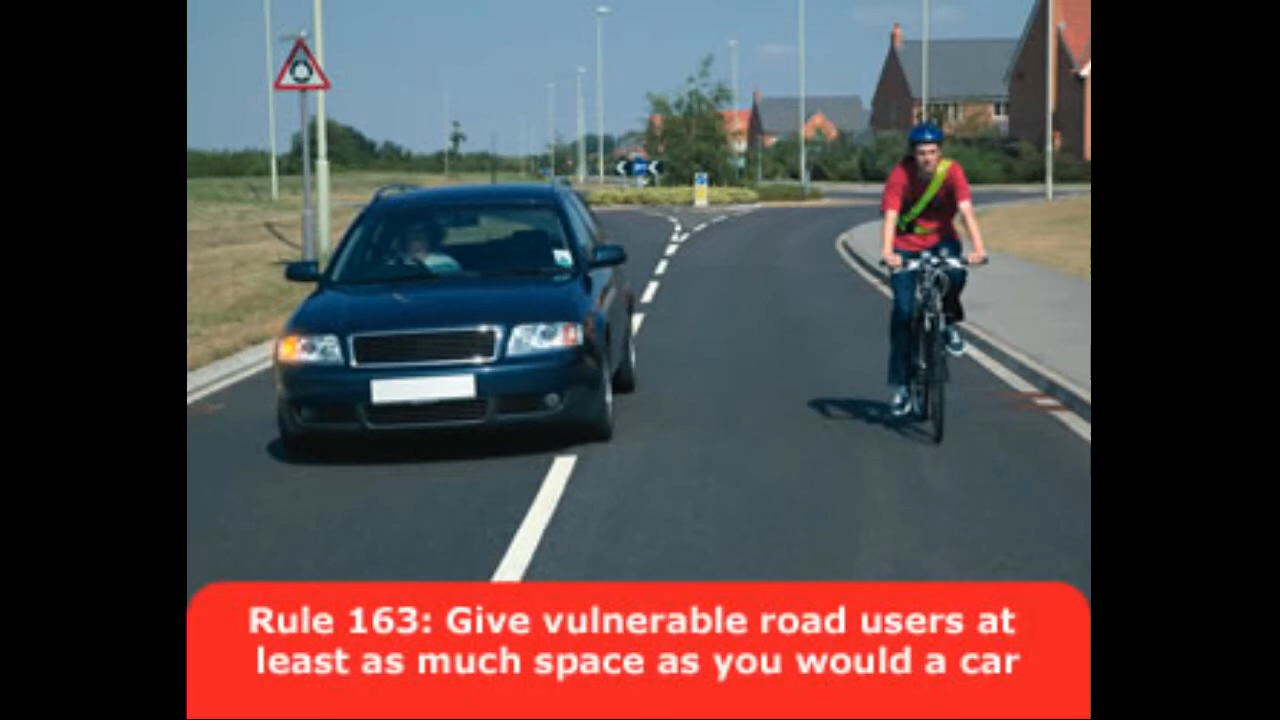 Rule 163: Give vulnerable road users at
least as much space as you would a car